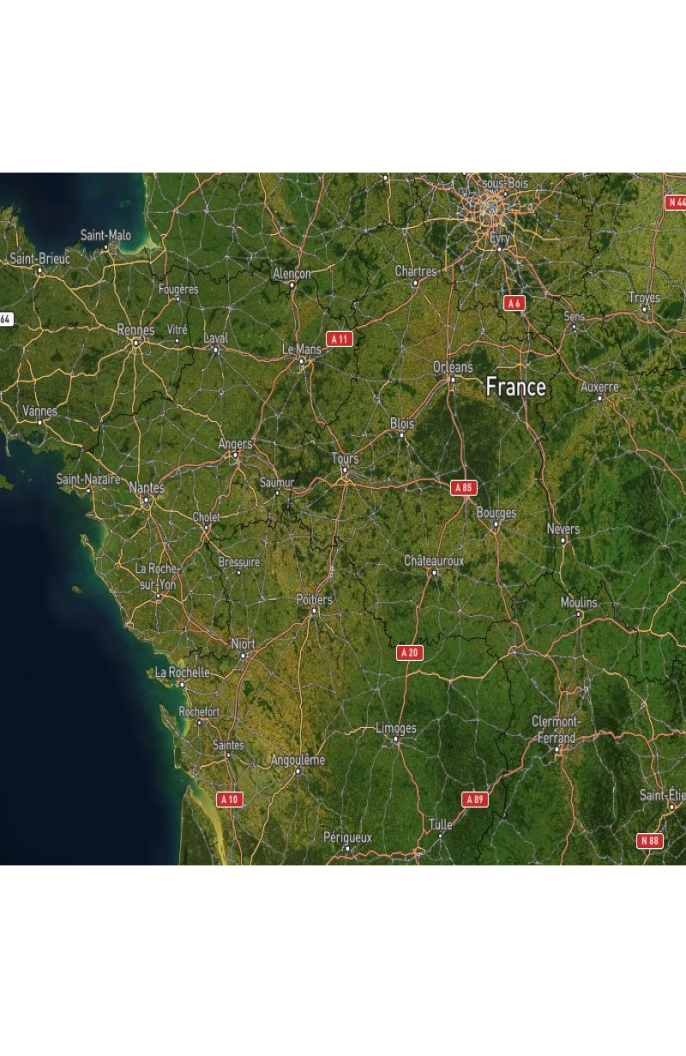 sous-Bois
N 44
Saint-Malo
Évry
Saint-Brieuc
Alençon
Chartres
Fougères
A 6
Troyes
64
Rennes
Vitré
Laval
A 11
Sens
Le Mans
Orléans
France
Auxerre
Vannes
Blois
Angers
Tours
Saint-Nazaire
Nantes
Saumur
A 85
Cholet
Bourges
Nevers
La Roche-
sur-Yon
Bressuire
Châteauroux
Poitiers
Moulins
Niort
A 20
La Rochelle
Rochefort
Limoges
Clermont-
Ferrand
Saintes
Angoulême
A 10
A 89
Saint-Étie
Tulle
Périgueux
N 88